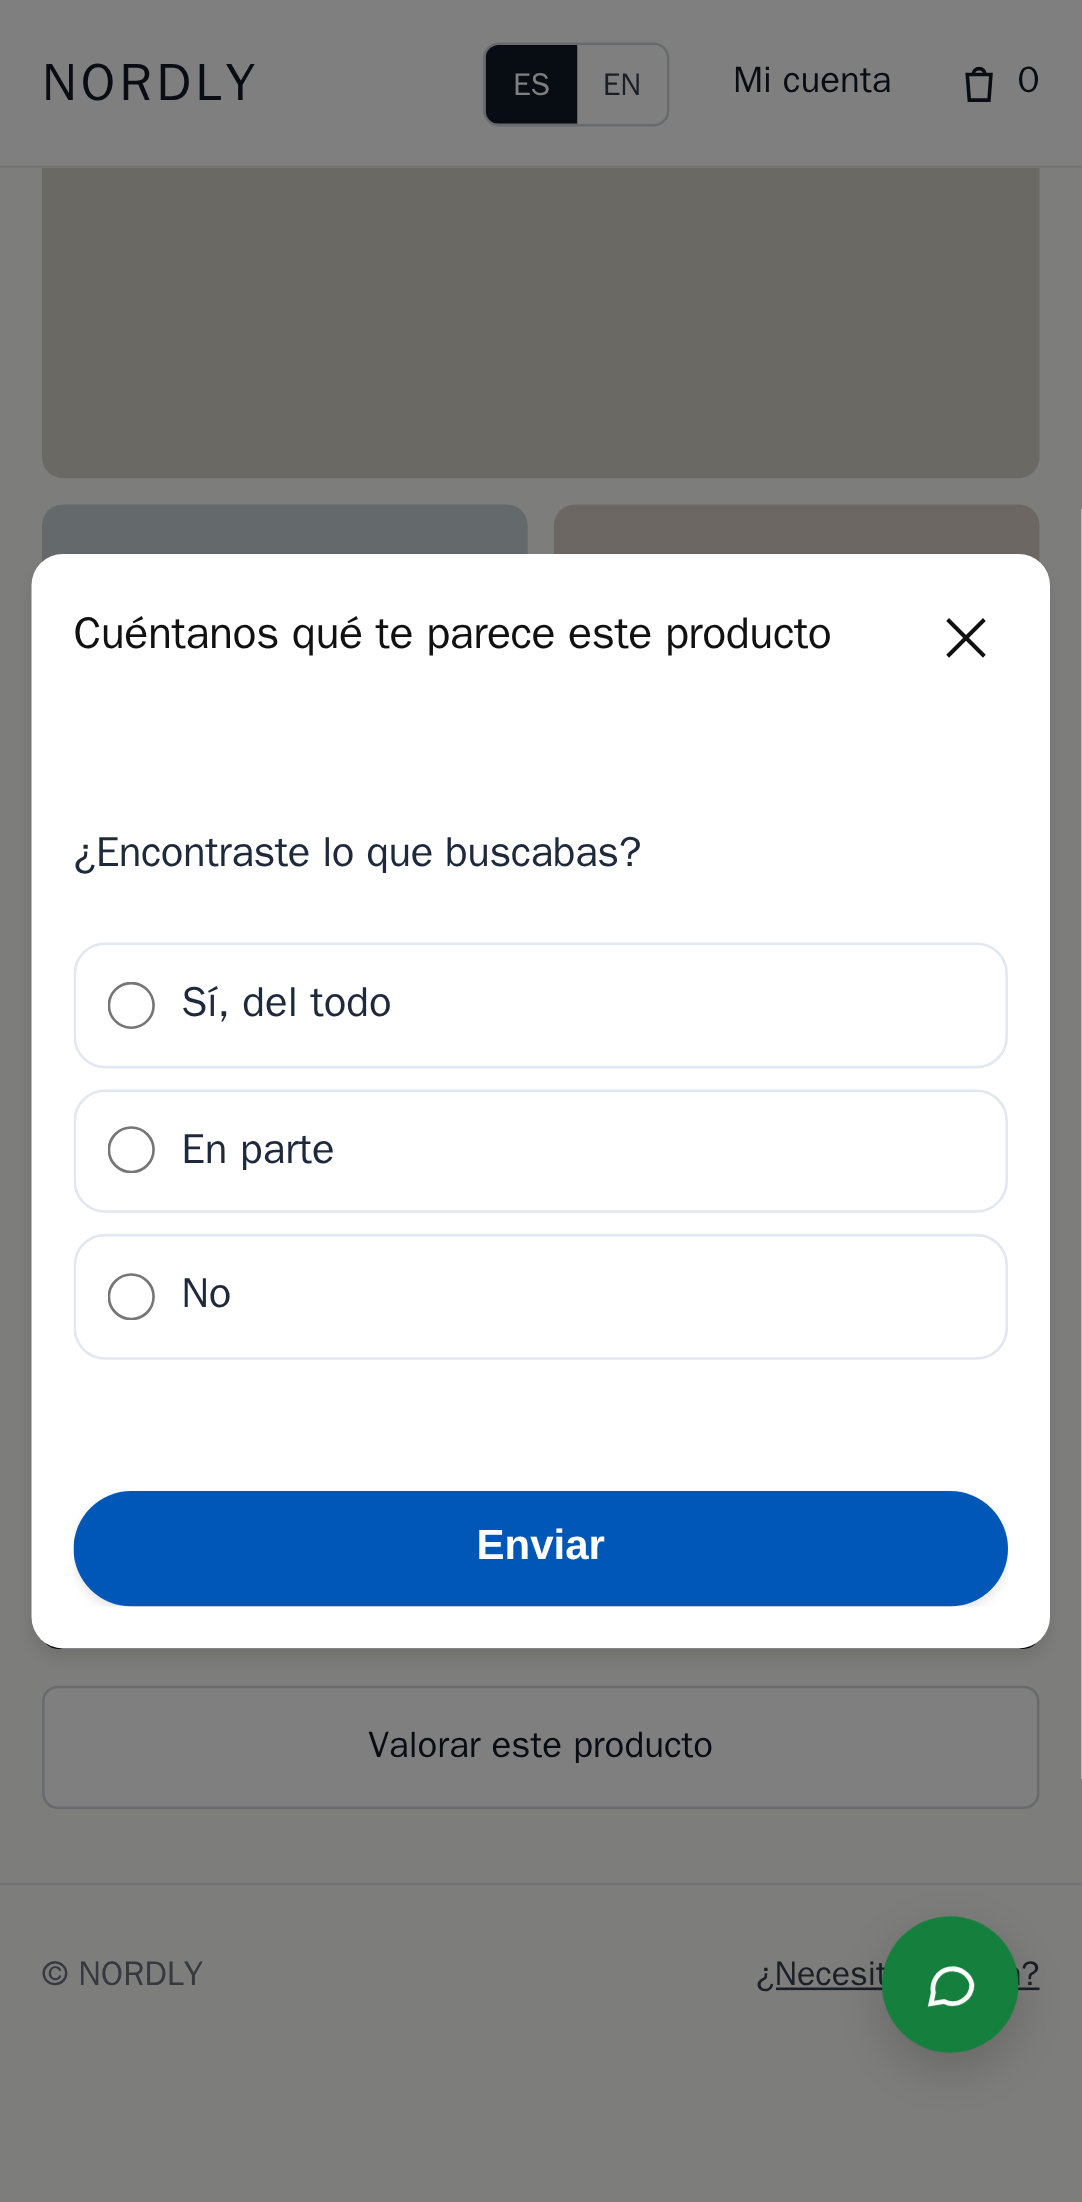 NORDLY
ES
EN
Mi cuenta
0
Cuéntanos qué te parece este producto
¿Encontraste lo que buscabas?
Sí, del todo
En parte
No
Enviar
Valorar este producto
© NORDLY